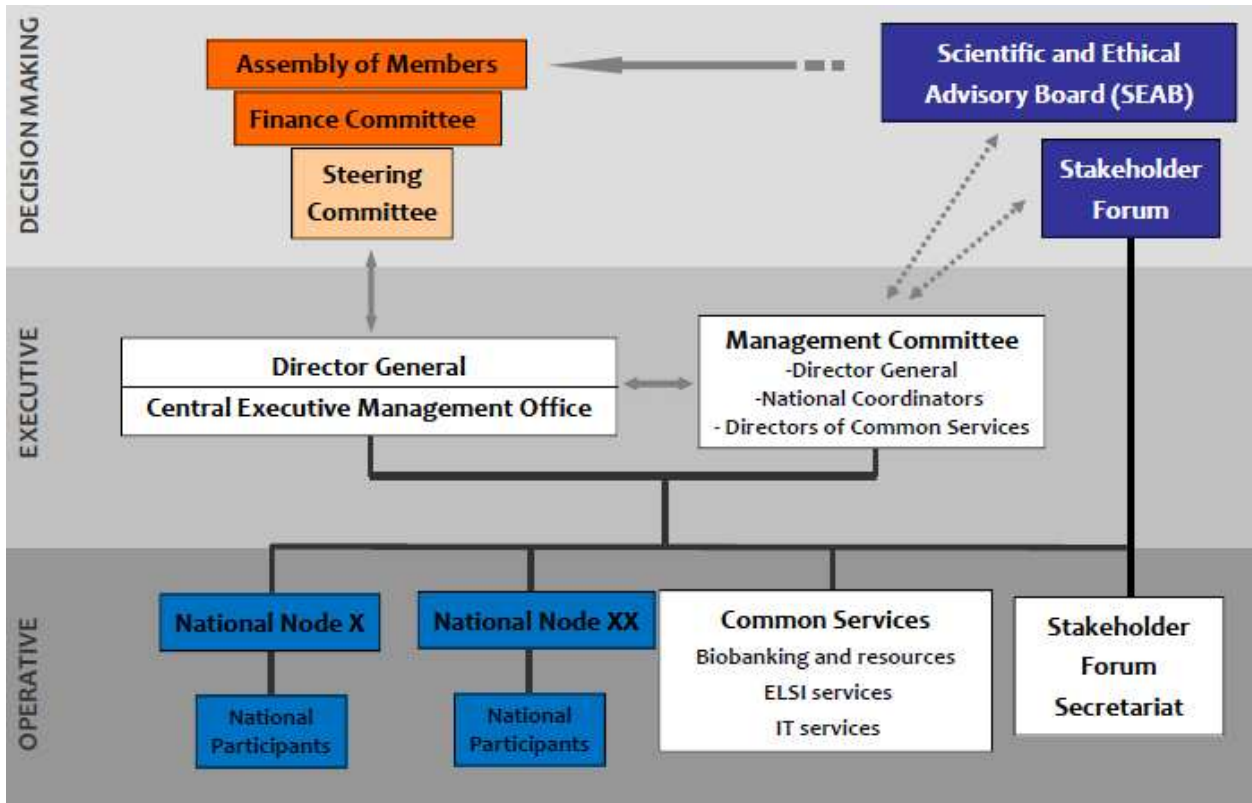 DECISION MAKING
Assembly of Members
Finance Committee
Steering
Committee
Scientific and Ethical
Advisory Board (SEAB)
Stakeholder
Forum
EXECUTIVE
Director General
Central Executive Management Office
Management Committee
-Director General
-National Coordinators
- Directors of Common Services
OPERATIVE
National Node X
National
Participants
National Node XX
National
Participants
Common Services
Biobanking and resources
ELSI services
IT services
Stakeholder
Forum
Secretariat